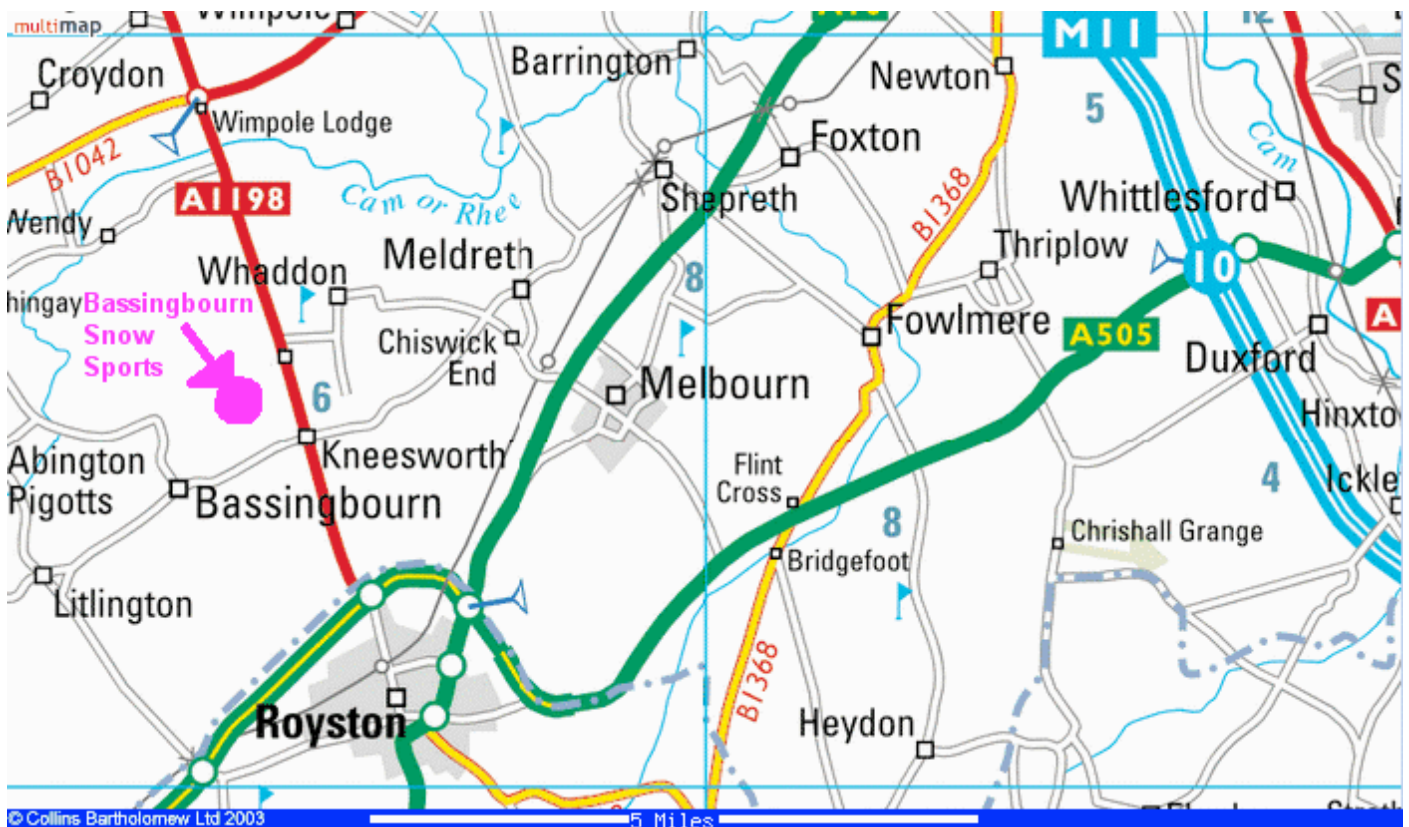 multimap
Wimpole
M11
12
Croydon
Barrington
Newton
5
Wimpole Lodge
Foxton
Cam
B1042
Cam or Rhee
A1198
Shepreth
B1368
Whittlesford
Wendy
Meldreth
Thriplow
Whaddon
8
10
hingay
Bassingbourn
Snow
Sports
Chiswick
End
Fowlmere
A505
A
Duxford
6
Melbourn
Hinxto
Kneesworth
Abington
Pigotts
Flint
Cross
4
Ickle
Bassingbourn
8
Chrishall Grange
Bridgefoot
Litlington
B1368
Royston
Heydon
© Collins Bartholomew Ltd 2003
5 Miles